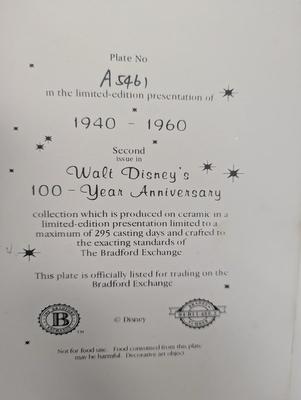 Plate No
A5461
in the limited-edition presentation of
1940 - 1960
Second
issue in
Walt Disney's
100 - Year Anniversary
collection which is produced on ceramic in a
limited-edition presentation limited to a
maximum of 295 casting days and crafted to
the exacting standards of
The Bradford Exchange
This plate is officially listed for trading on the
Bradford Exchange
B
TM
© Disney
Not for food use. Food consumed from this plate
may be harmful. Decorative art object.